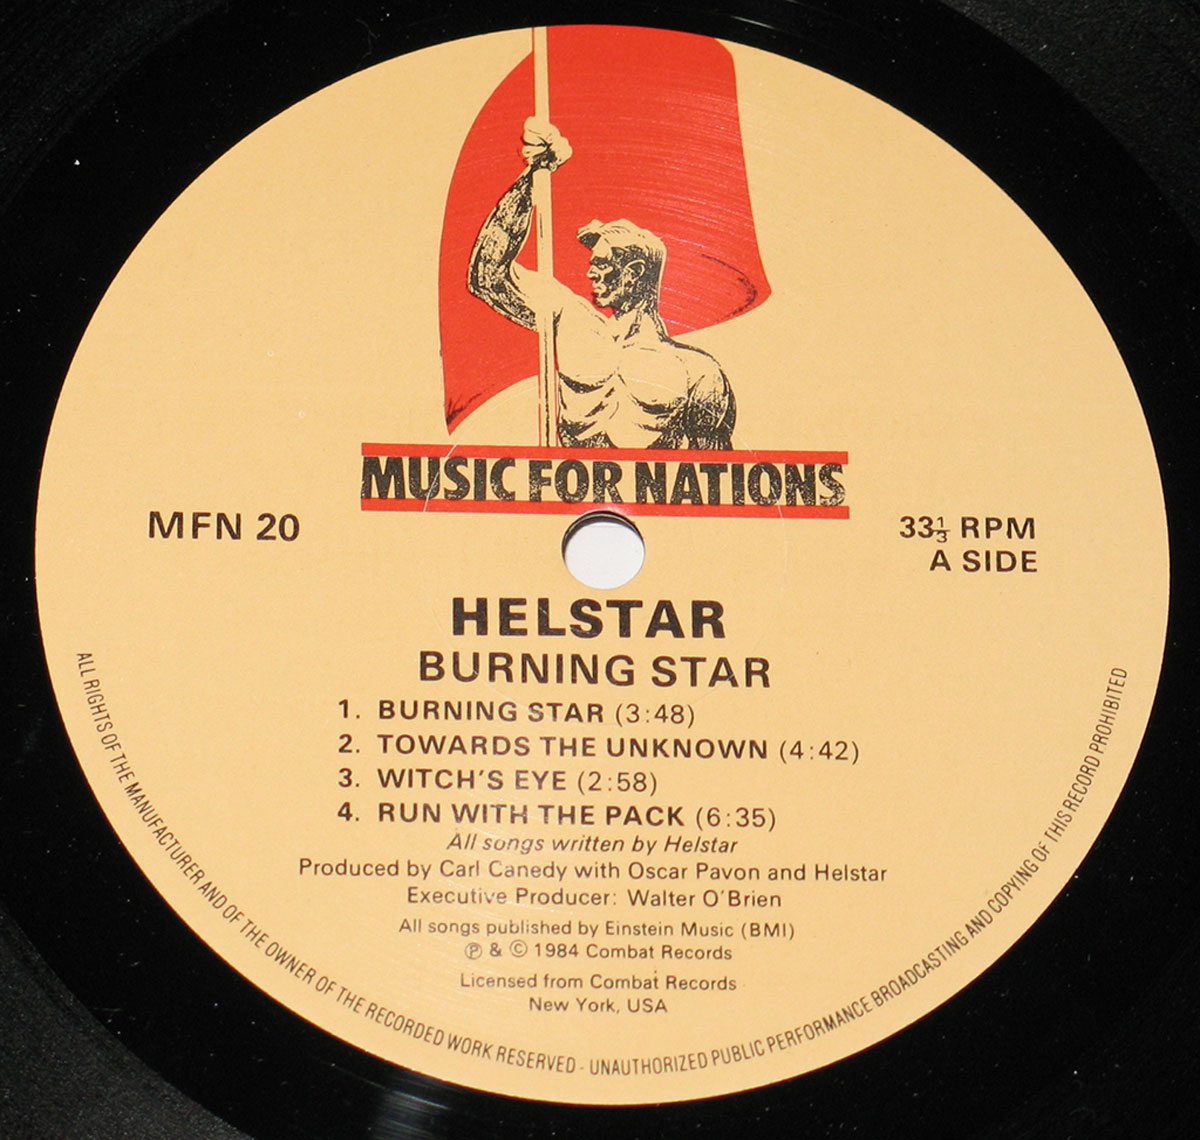 MUSIC FOR NATIONS
MFN 20
33⅓ RPM
A SIDE
HELSTAR
BURNING STAR
1. BURNING STAR (3:48)
2. TOWARDS THE UNKNOWN (4:42)
3. WITCH'S EYE (2:58)
4. RUN WITH THE PACK (6:35)
All songs written by Helstar
Produced by Carl Canedy with Oscar Pavon and Helstar
Executive Producer: Walter O'Brien
All songs published by Einstein Music (BMI)
℗ & © 1984 Combat Records
Licensed from Combat Records
New York, USA
ALL RIGHTS OF THE MANUFACTURER AND OF THE OWNER OF THE RECORDED WORK RESERVED - UNAUTHORIZED PUBLIC PERFORMANCE BROADCASTING AND COPYING OF THIS RECORD PROHIBITED